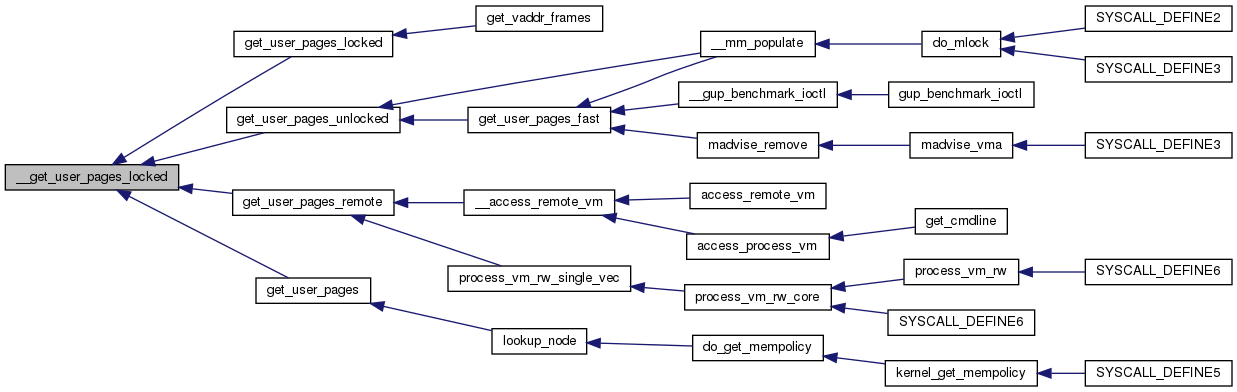 get_vaddr_frames
SYSCALL_DEFINE2
get_user_pages_locked
__mm_populate
do_mlock
SYSCALL_DEFINE3
__gup_benchmark_ioctl
gup_benchmark_ioctl
get_user_pages_unlocked
get_user_pages_fast
madvise_remove
madvise_vma
SYSCALL_DEFINE3
__get_user_pages_locked
get_user_pages_remote
__access_remote_vm
access_remote_vm
get_cmdline
access_process_vm
process_vm_rw_single_vec
process_vm_rw
SYSCALL_DEFINE6
get_user_pages
process_vm_rw_core
SYSCALL_DEFINE6
lookup_node
do_get_mempolicy
kernel_get_mempolicy
SYSCALL_DEFINE5